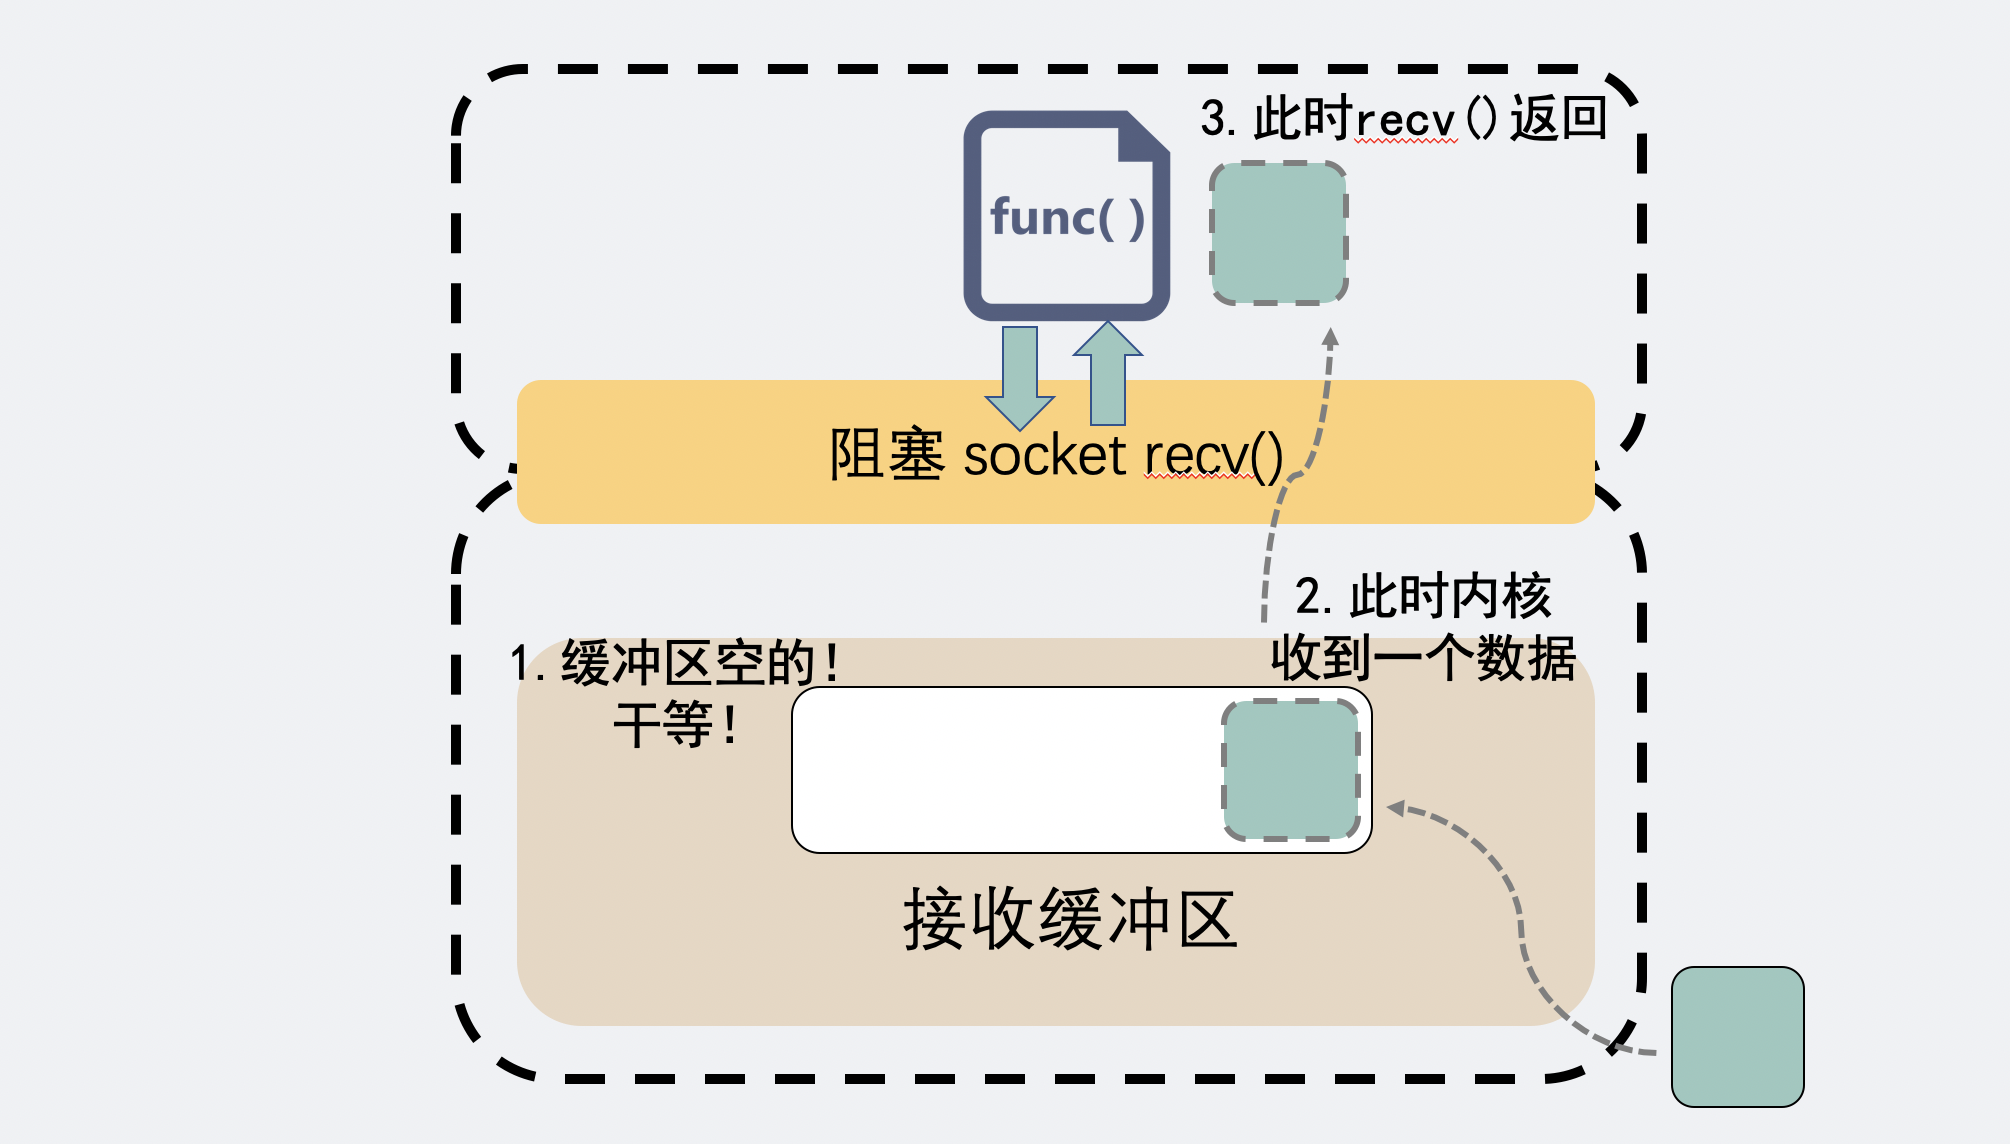 3.此时recv()返回
func( )
阻塞 socket recv()
2.此时内核
收到一个数据
1.缓冲区空的！
干等！
接收缓冲区